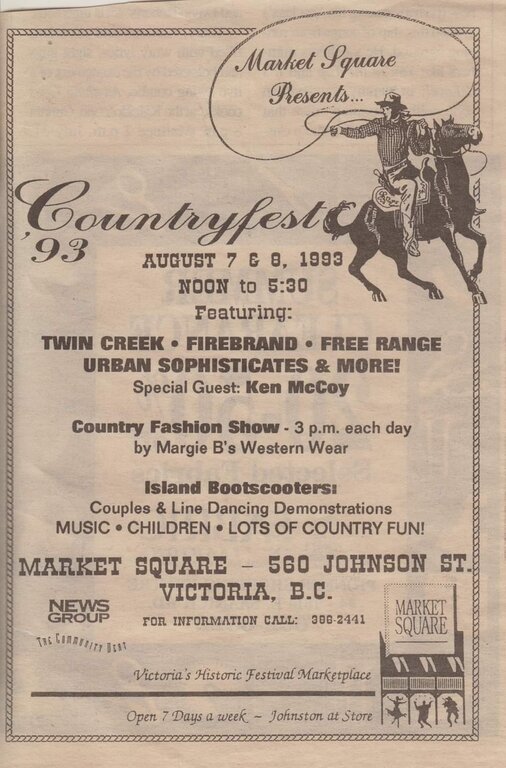 Market Square
Presents...
Countryfest
'93
AUGUST 7 & 8, 1993
NOON to 5:30
Featuring:
TWIN CREEK • FIREBRAND • FREE RANGE
URBAN SOPHISTICATES & MORE!
Special Guest: Ken McCoy
Country Fashion Show - 3 p.m. each day
by Margie B's Western Wear
Island Bootscooters:
Couples & Line Dancing Demonstrations
MUSIC • CHILDREN • LOTS OF COUNTRY FUN!
MARKET SQUARE – 560 JOHNSON ST.
VICTORIA, B.C.
NEWS
GROUP
The Community Best
FOR INFORMATION CALL: 386-2441
MARKET
SQUARE
Victoria's Historic Festival Marketplace
Open 7 Days a week ~ Johnston at Store